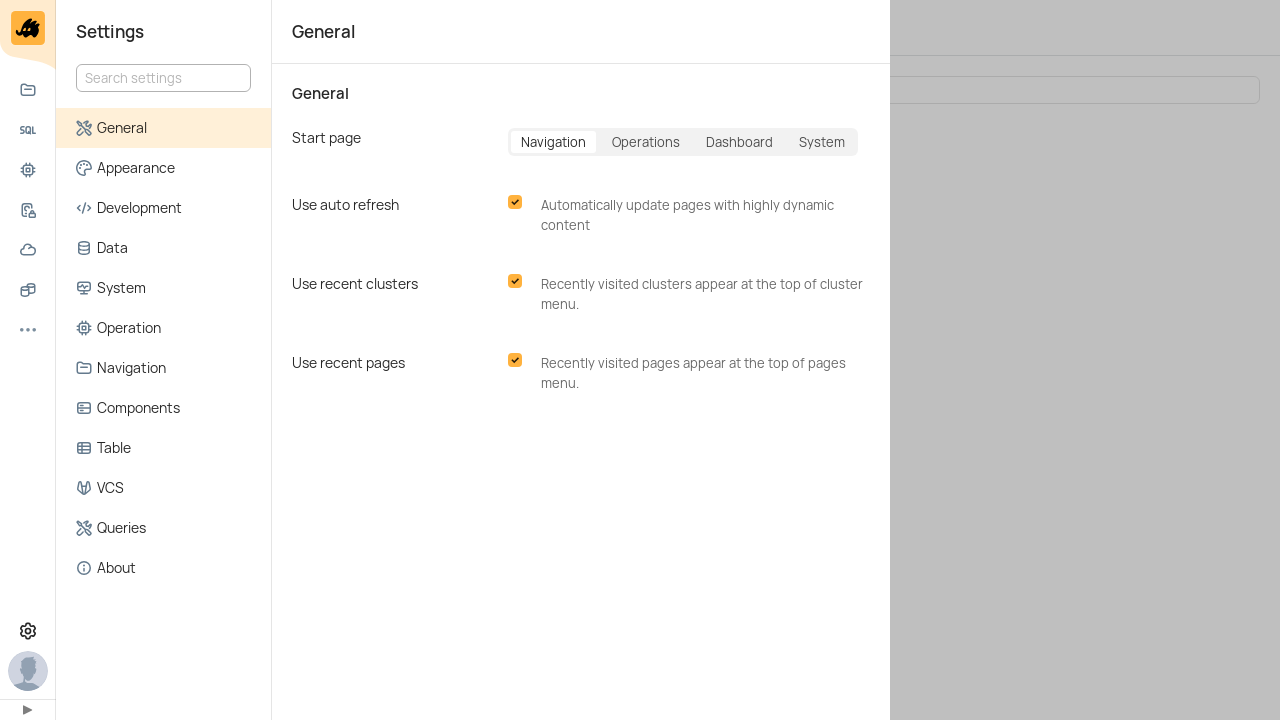 Settings
General
Search settings
SQL
General
Appearance
Development
Data
System
Operation
Navigation
Components
Table
VCS
Queries
About
General
Start page
Navigation Operations Dashboard System
Use auto refresh
Automatically update pages with highly dynamic
content
Use recent clusters
Recently visited clusters appear at the top of cluster
menu.
Use recent pages
Recently visited pages appear at the top of pages
menu.